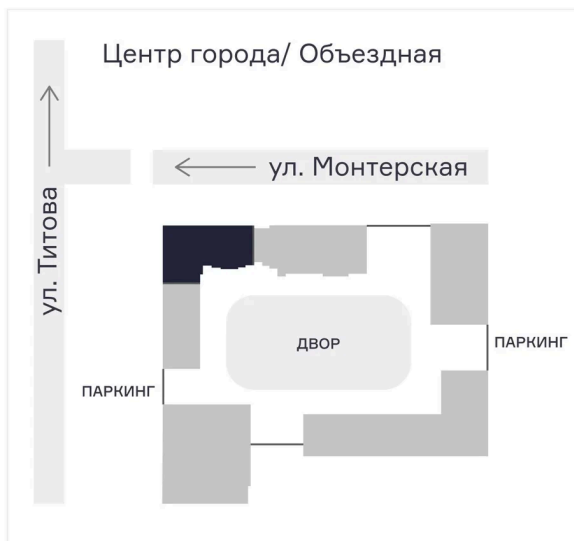 Центр города/ Объездная
ул. Монтерская
ул. Титова
ДВОР
ПАРКИНГ
ПАРКИНГ